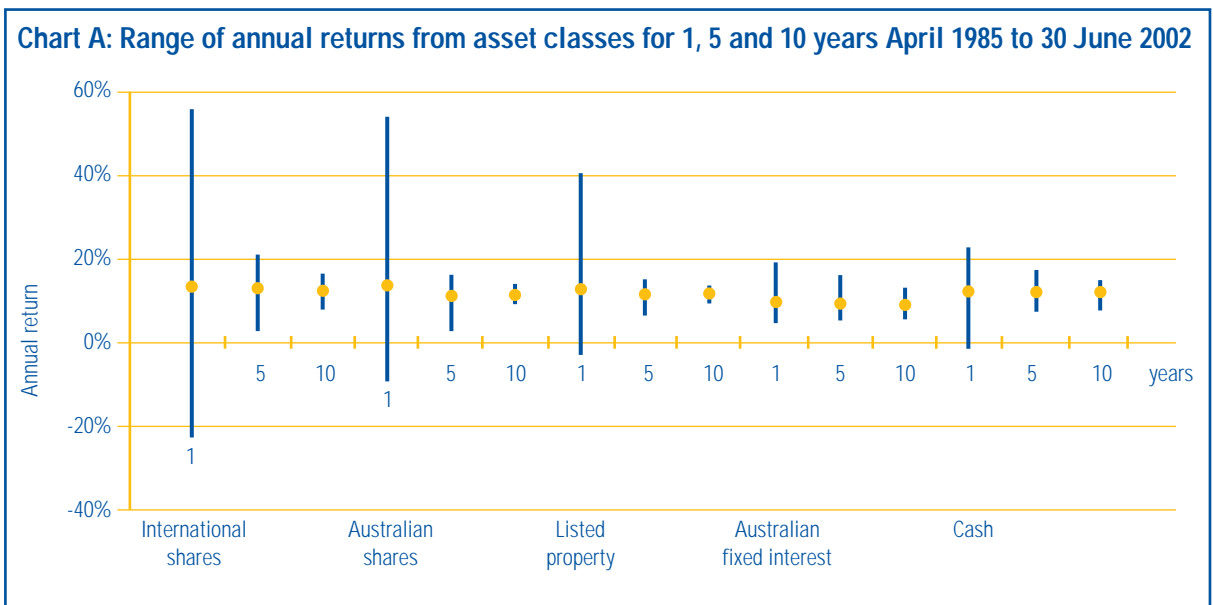 Chart A: Range of annual returns from asset classes for 1, 5 and 10 years April 1985 to 30 June 2002
60%
40%
20%
0%
-20%
-40%
Annual return
5 10 5 10 1 5 10 1 5 10 1 5 10 years
1
1
International Australian Listed Australian Cash
shares shares property fixed interest